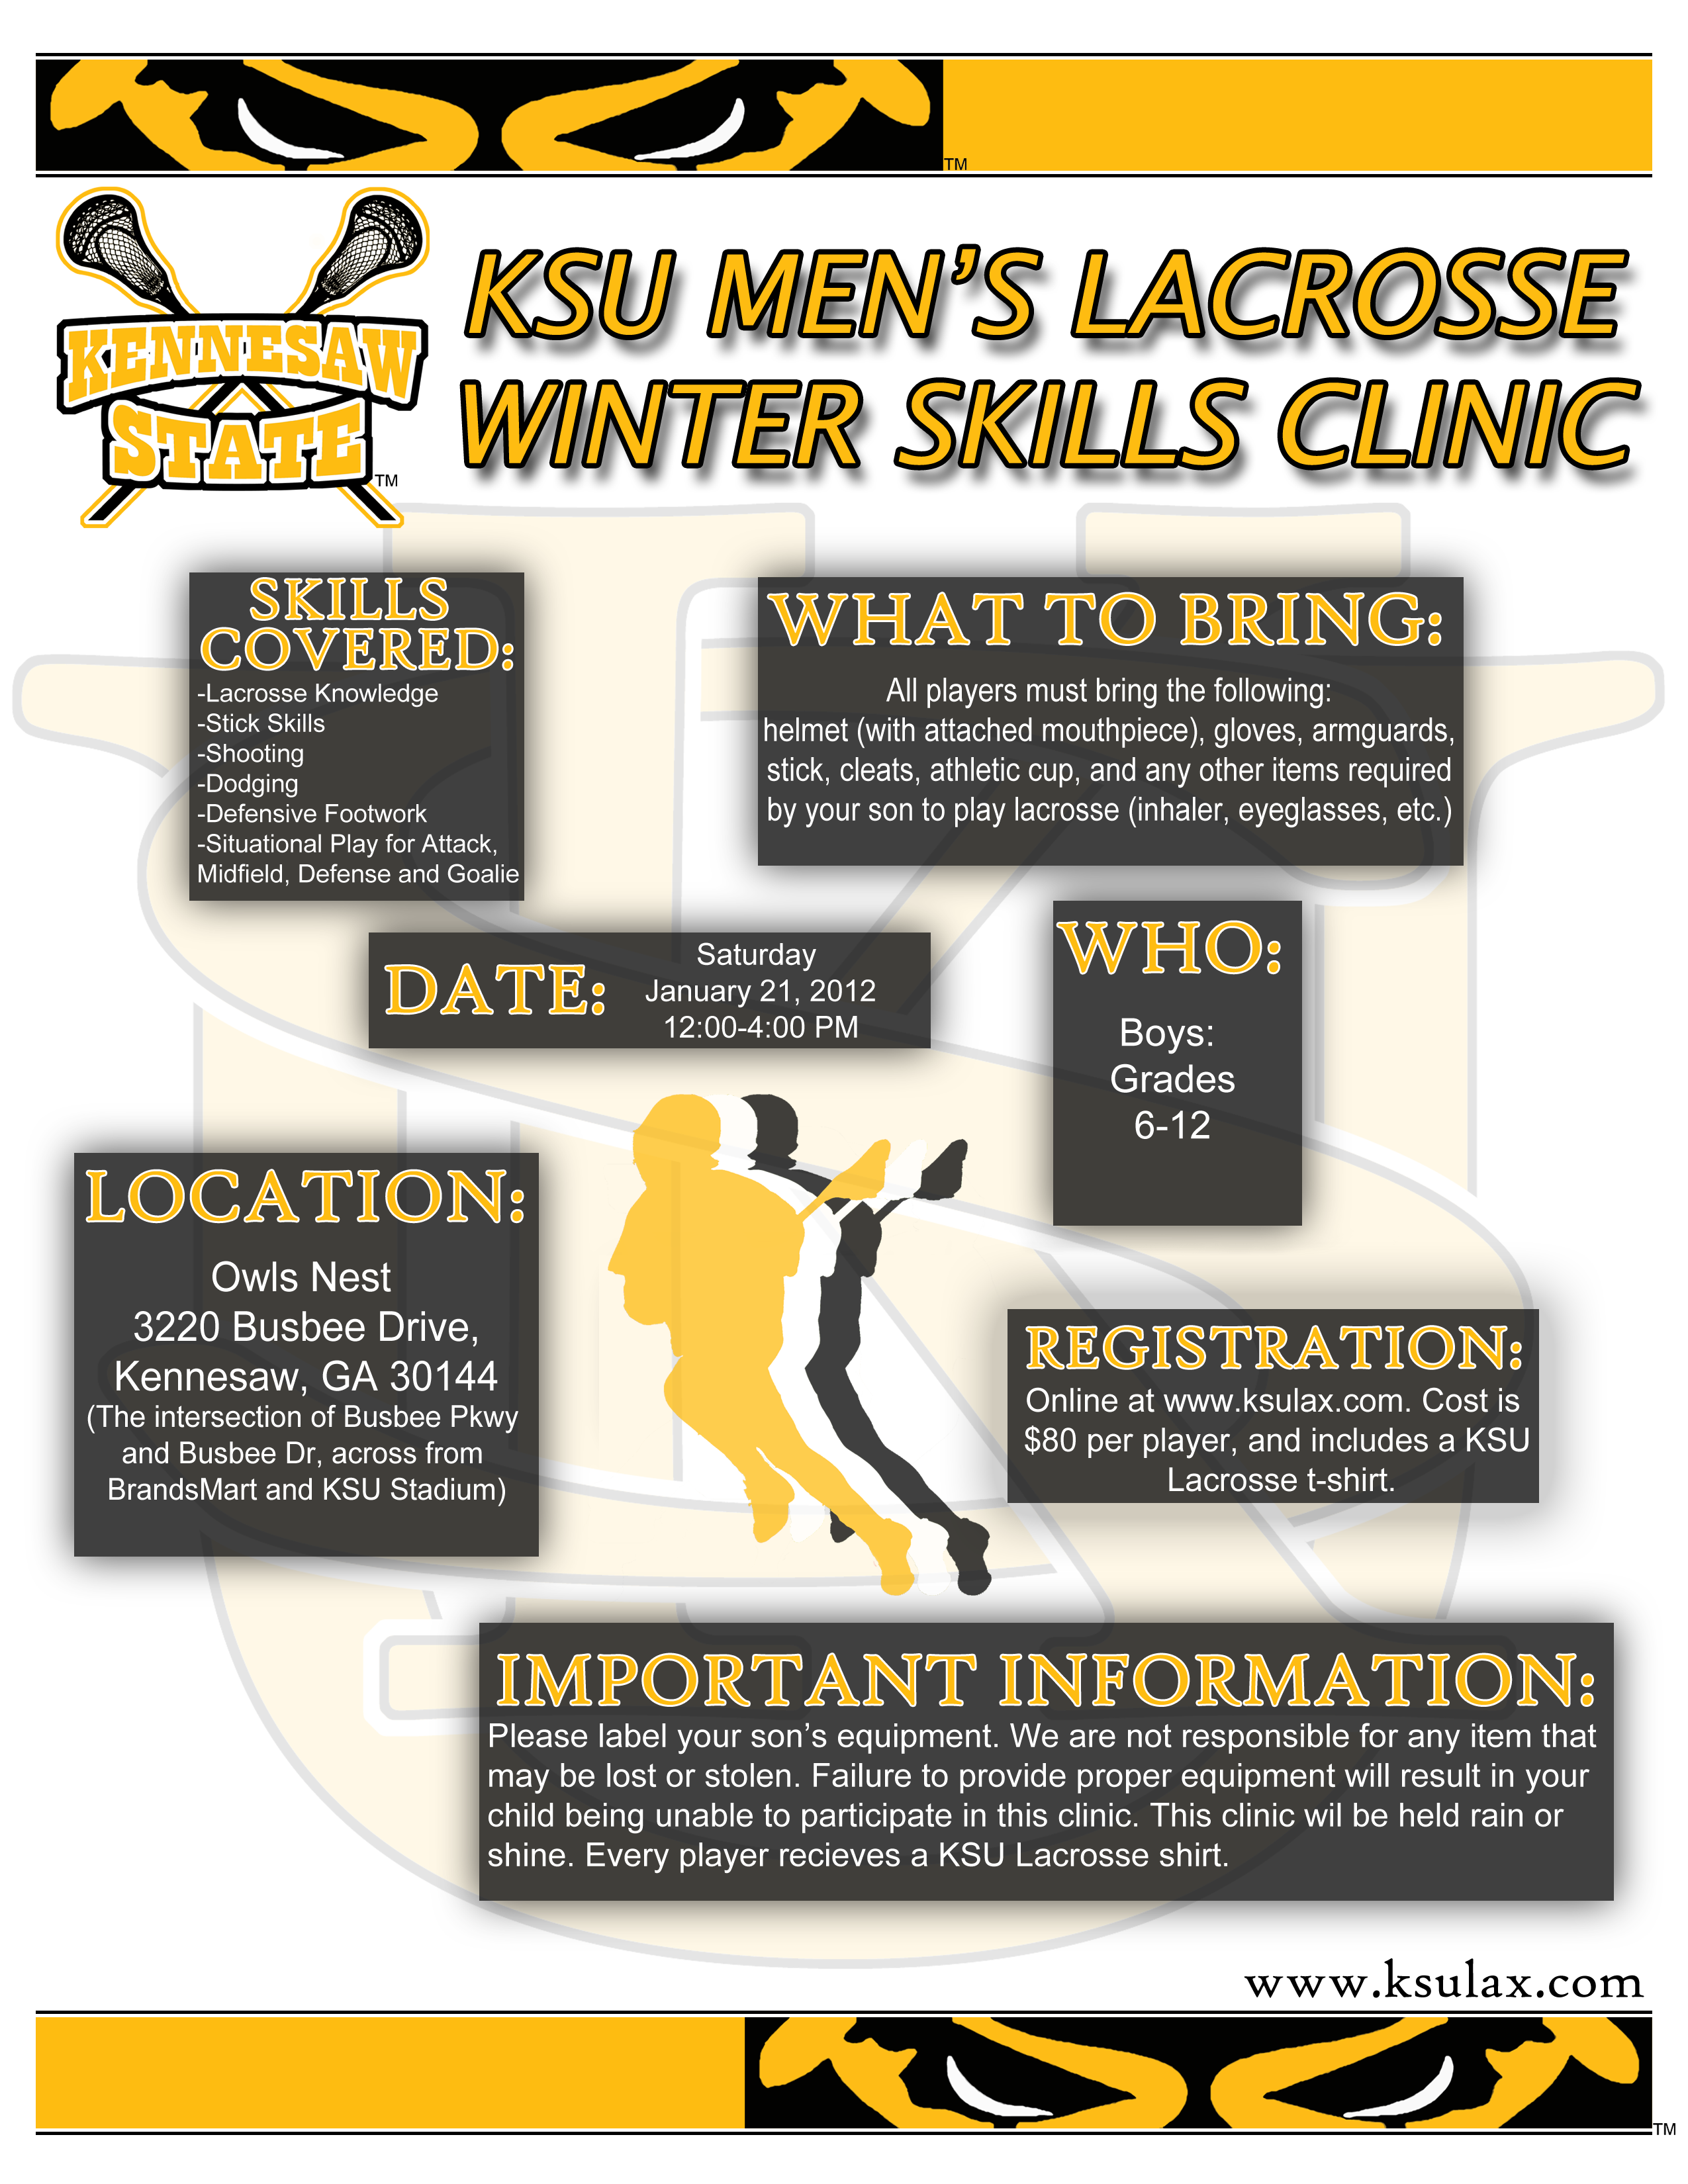 TM
KENNESAW
STATE
TM
KSU MEN'S LACROSSE
WINTER SKILLS CLINIC
SKILLS
COVERED:
-Lacrosse Knowledge
-Stick Skills
-Shooting
-Dodging
-Defensive Footwork
-Situational Play for Attack,
Midfield, Defense and Goalie
WHAT TO BRING:
All players must bring the following:
helmet (with attached mouthpiece), gloves, armguards,
stick, cleats, athletic cup, and any other items required
by your son to play lacrosse (inhaler, eyeglasses, etc.)
DATE:
Saturday
January 21, 2012
12:00-4:00 PM
WHO:
Boys:
Grades
6-12
LOCATION:
Owls Nest
3220 Busbee Drive,
Kennesaw, GA 30144
(The intersection of Busbee Pkwy
and Busbee Dr, across from
BrandsMart and KSU Stadium)
REGISTRATION:
Online at www.ksulax.com. Cost is
$80 per player, and includes a KSU
Lacrosse t-shirt.
IMPORTANT INFORMATION:
Please label your son's equipment. We are not responsible for any item that
may be lost or stolen. Failure to provide proper equipment will result in your
child being unable to participate in this clinic. This clinic wil be held rain or
shine. Every player recieves a KSU Lacrosse shirt.
www.ksulax.com
TM